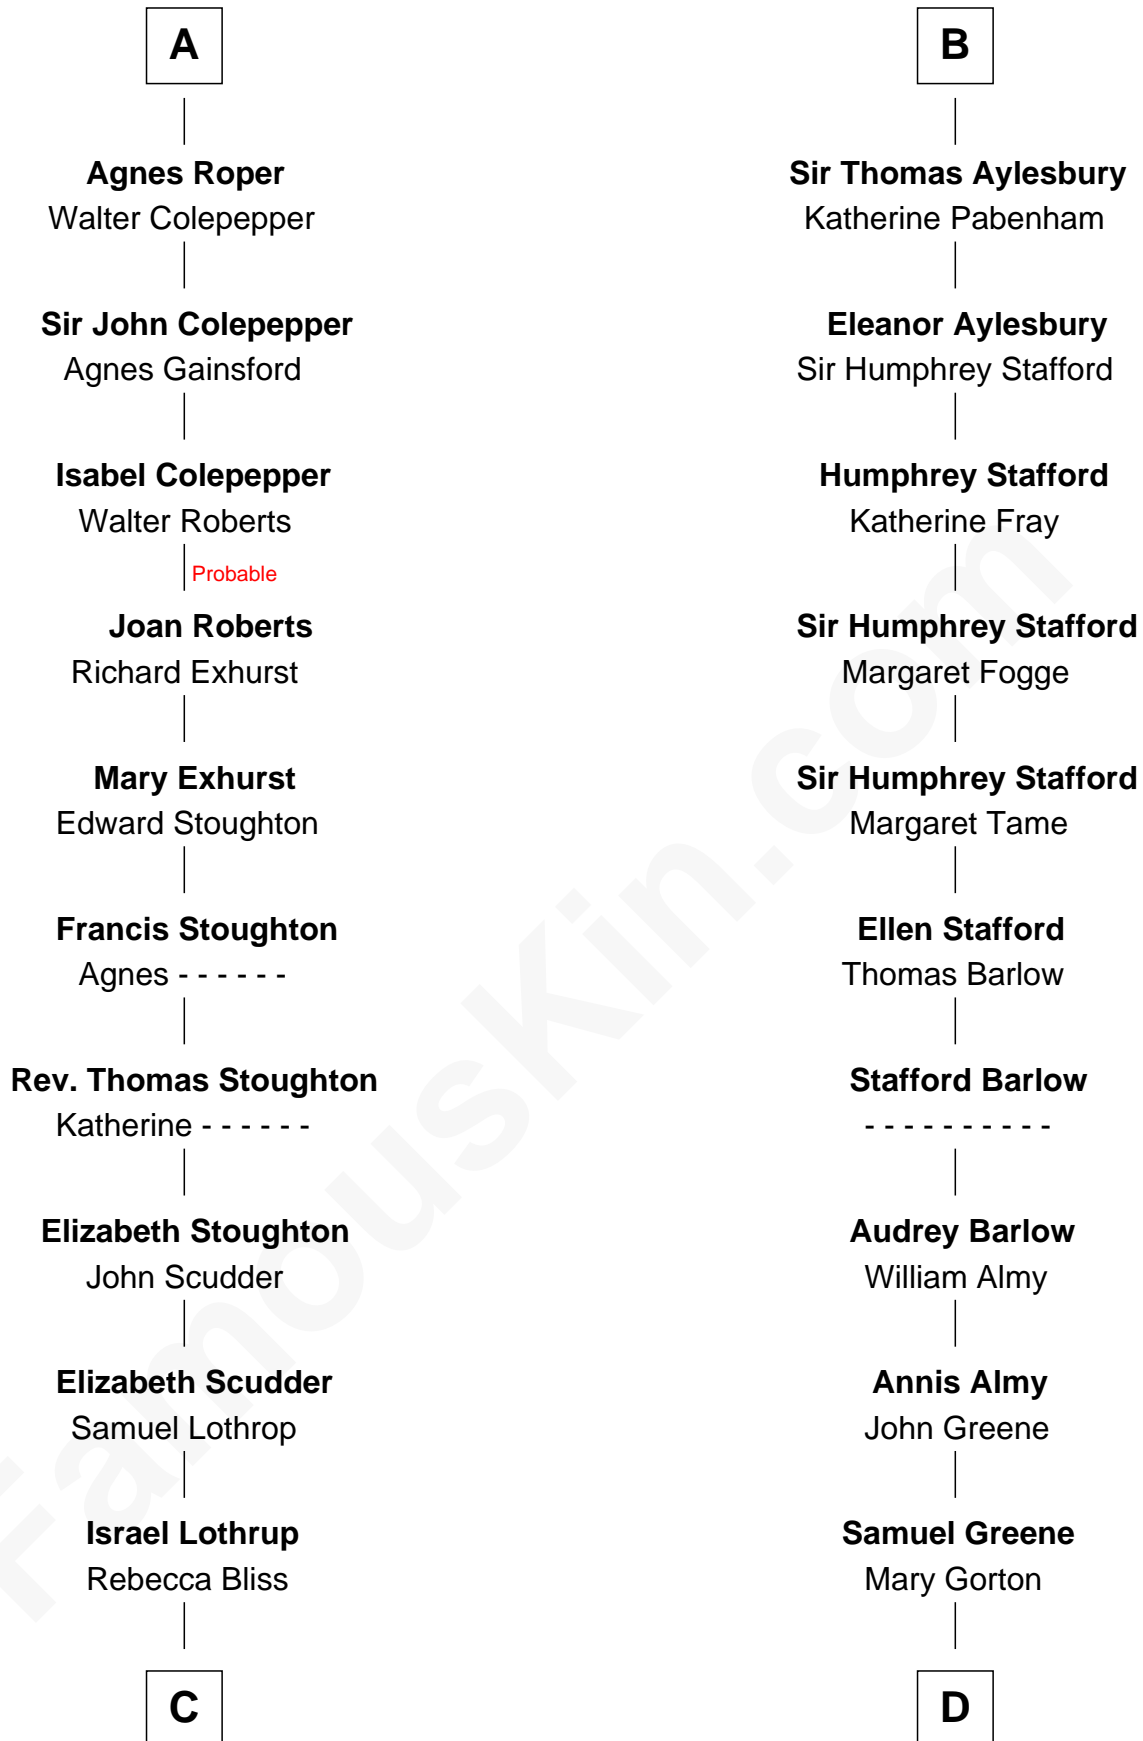 A
Agnes Roper
Walter Colepepper
Sir John Colepepper
Agnes Gainsford
Isabel Colepepper
Walter Roberts
Probable
Joan Roberts
Richard Exhurst
Mary Exhurst
Edward Stoughton
Francis Stoughton
Agnes - - - - - -
Rev. Thomas Stoughton
Katherine - - - - - -
Elizabeth Stoughton
John Scudder
Elizabeth Scudder
Samuel Lothrop
Israel Lothrup
Rebecca Bliss
C
B
Sir Thomas Aylesbury
Katherine Pabenham
Eleanor Aylesbury
Sir Humphrey Stafford
Humphrey Stafford
Katherine Fray
Sir Humphrey Stafford
Margaret Fogge
Sir Humphrey Stafford
Margaret Tame
Ellen Stafford
Thomas Barlow
Stafford Barlow
- - - - - - - - - -
Audrey Barlow
William Almy
Annis Almy
John Greene
Samuel Greene
Mary Gorton
D
FamousKin.com